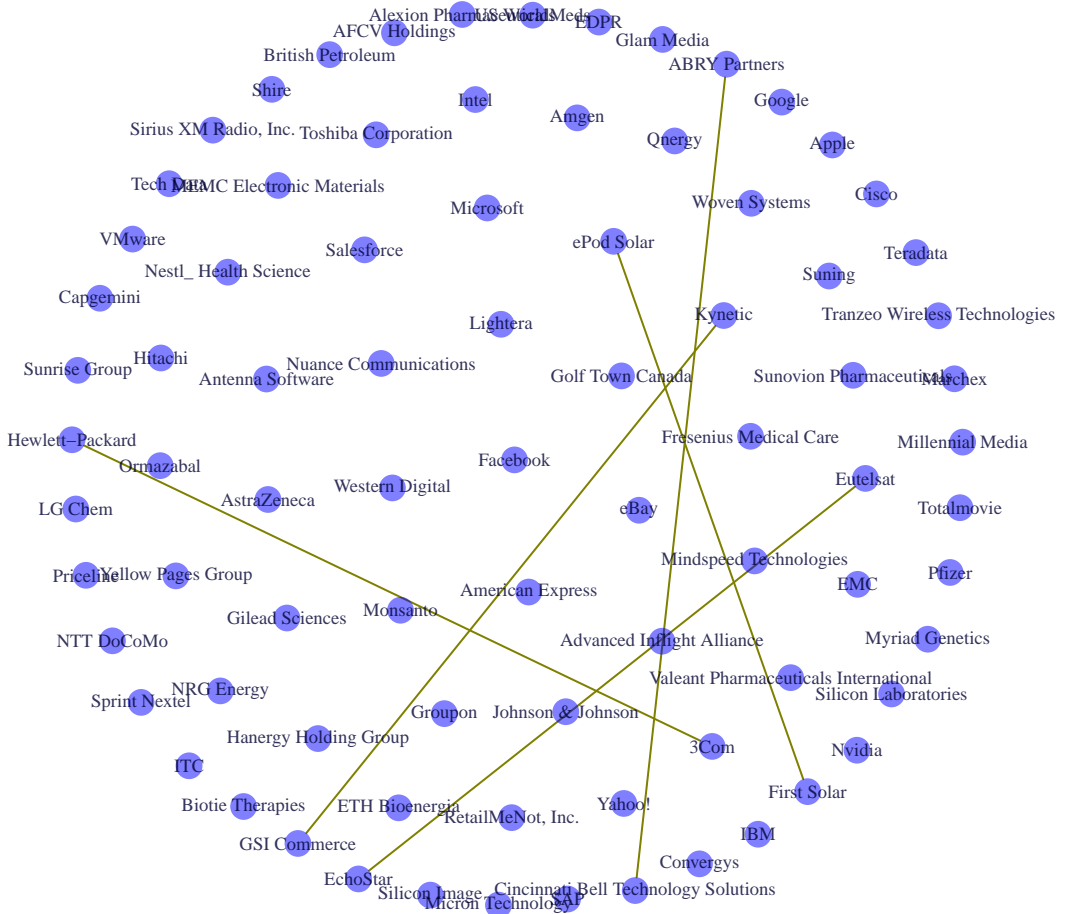 Alexion Pharmaceuticals
US WorldMeds
EDPR
AFCV Holdings
Glam Media
British Petroleum
ABRY Partners
Shire
Intel
Google
Amgen
Sirius XM Radio, Inc.
Toshiba Corporation
Qnergy
Apple
Tech Data
MEMC Electronic Materials
Cisco
Microsoft
Woven Systems
VMware
Salesforce
ePod Solar
Teradata
Nestl_ Health Science
Suning
Capgemini
Lightera
Kynetic
Tranzeo Wireless Technologies
Hitachi
Sunrise Group
Nuance Communications
Antenna Software
Golf Town Canada
Sunovion Pharmaceuticals
Marchex
Hewlett–Packard
Fresenius Medical Care
Millennial Media
Ormazabal
Facebook
Eutelsat
AstraZeneca
Western Digital
LG Chem
eBay
Totalmovie
Mindspeed Technologies
Priceline
Yellow Pages Group
EMC
Pfizer
American Express
Gilead Sciences
Monsanto
NTT DoCoMo
Advanced Inflight Alliance
Myriad Genetics
Valeant Pharmaceuticals International
Silicon Laboratories
NRG Energy
Sprint Nextel
Groupon
Johnson & Johnson
Hanergy Holding Group
3Com
Nvidia
ITC
First Solar
Biotie Therapies
ETH Bioenergia
RetailMeNot, Inc.
Yahoo!
IBM
GSI Commerce
Convergys
EchoStar
Silicon Image
Cincinnati Bell Technology Solutions
Micron Technology
SAP